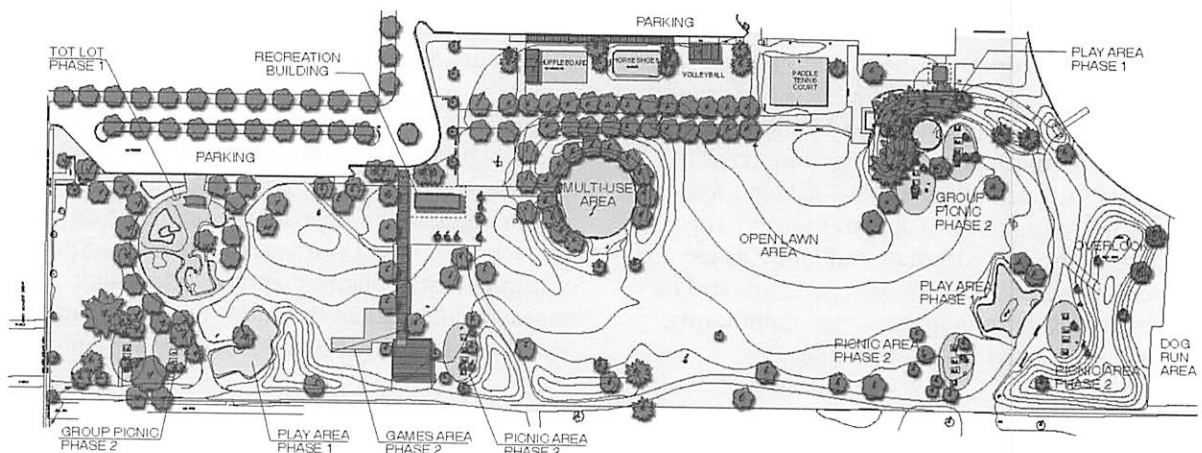 PARKING
TOT LOT
PHASE 1
RECREATION
BUILDING
SHUFFLEBOARD
HORSE SHOES
VOLLEYBALL
PADDLE
TENNIS
COURT
PLAY AREA
PHASE 1
PARKING
MULTI-USE
AREA
GROUP
PICNIC
PHASE 2
OPEN LAWN
AREA
OVERLOOK
PLAY AREA
PHASE 1
PICNIC AREA
PHASE 2
PICNIC AREA
PHASE 2
DOG
RUN
AREA
GROUP PICNIC
PHASE 2
PLAY AREA
PHASE 1
GAMES AREA
PHASE 2
PICNIC AREA
PHASE 2